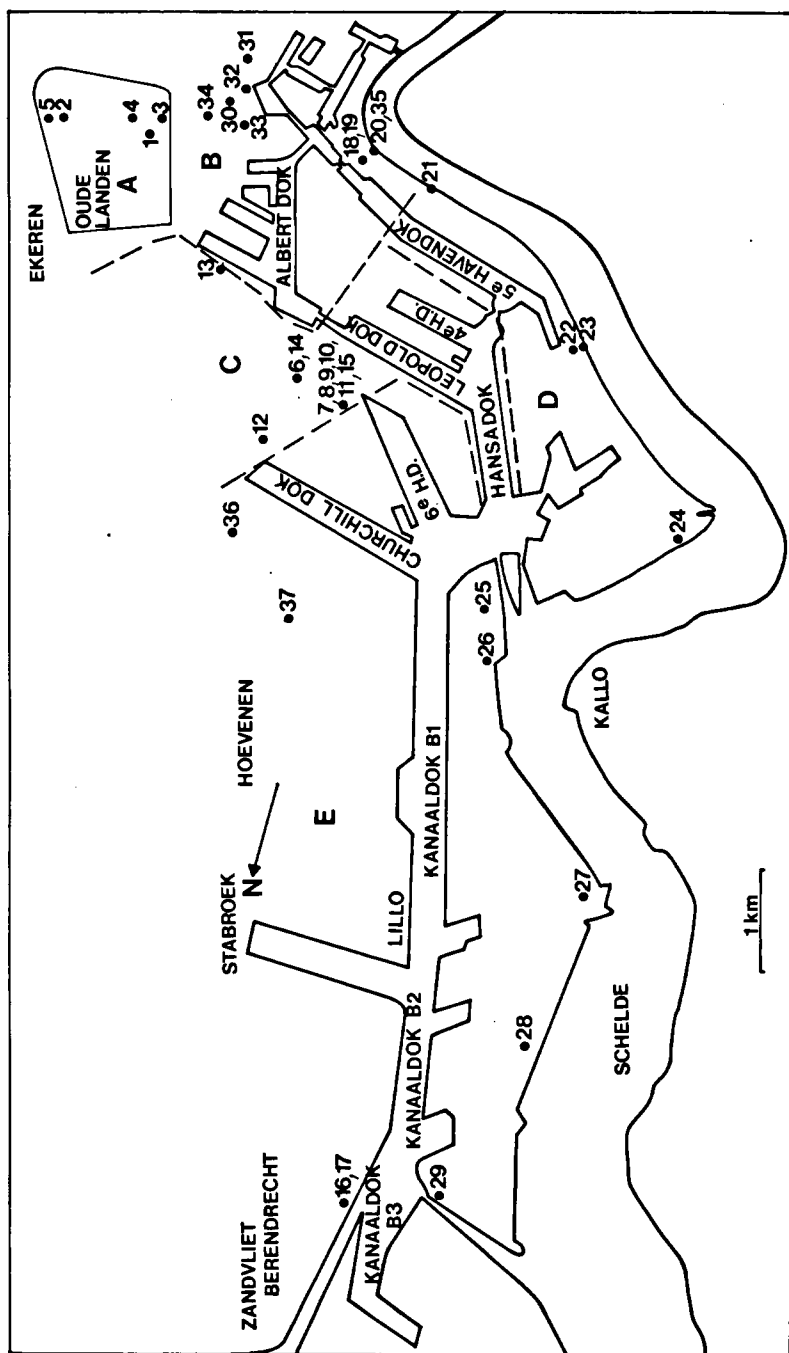 EKEREN
5
2
OUDE
LANDEN
A
4
1
3
34
B
13
30
32
31
33
C
36
STABROEK
HOEVENEN
N
ZANDVLIET
BERENDRECHT
12
ALBERT DOK
37
6,14
CHURCHILL DOK
E
7,8,9,10,
11,15
16,17
18,19
20,35
LEOPOLD DOK
KANAALDOK
B3
LILLO
4e H.D.
6e H.D.
KANAALDOK B2
KANAALDOK B1
21
29
5e HAVENDOK
HANSADOK
25
26
28
D
22
23
27
KALLO
SCHELDE
24
1 km